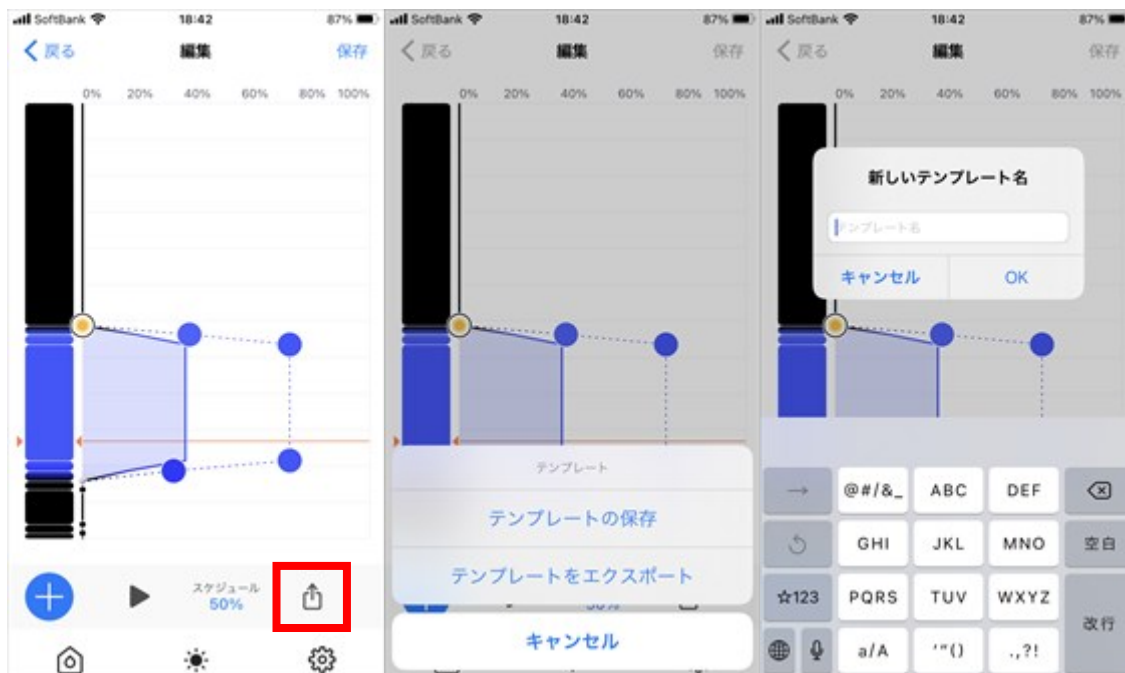 SoftBank 18:42 87%
戻る 編集 保存
0% 20% 40% 60% 80% 100%
スケジュール
50%
SoftBank 18:42 87%
戻る 編集 保存
0% 20% 40% 60% 80% 100%
テンプレート
テンプレートの保存
テンプレートをエクスポート
キャンセル
SoftBank 18:42 87%
戻る 編集 保存
0% 20% 40% 60% 80% 100%
新しいテンプレート名
テンプレート名
キャンセル OK
→ @#/&_ ABC DEF
GHI JKL MNO 空白
☆123 PQRS TUV WXYZ
改行
a/A '"() .,?!